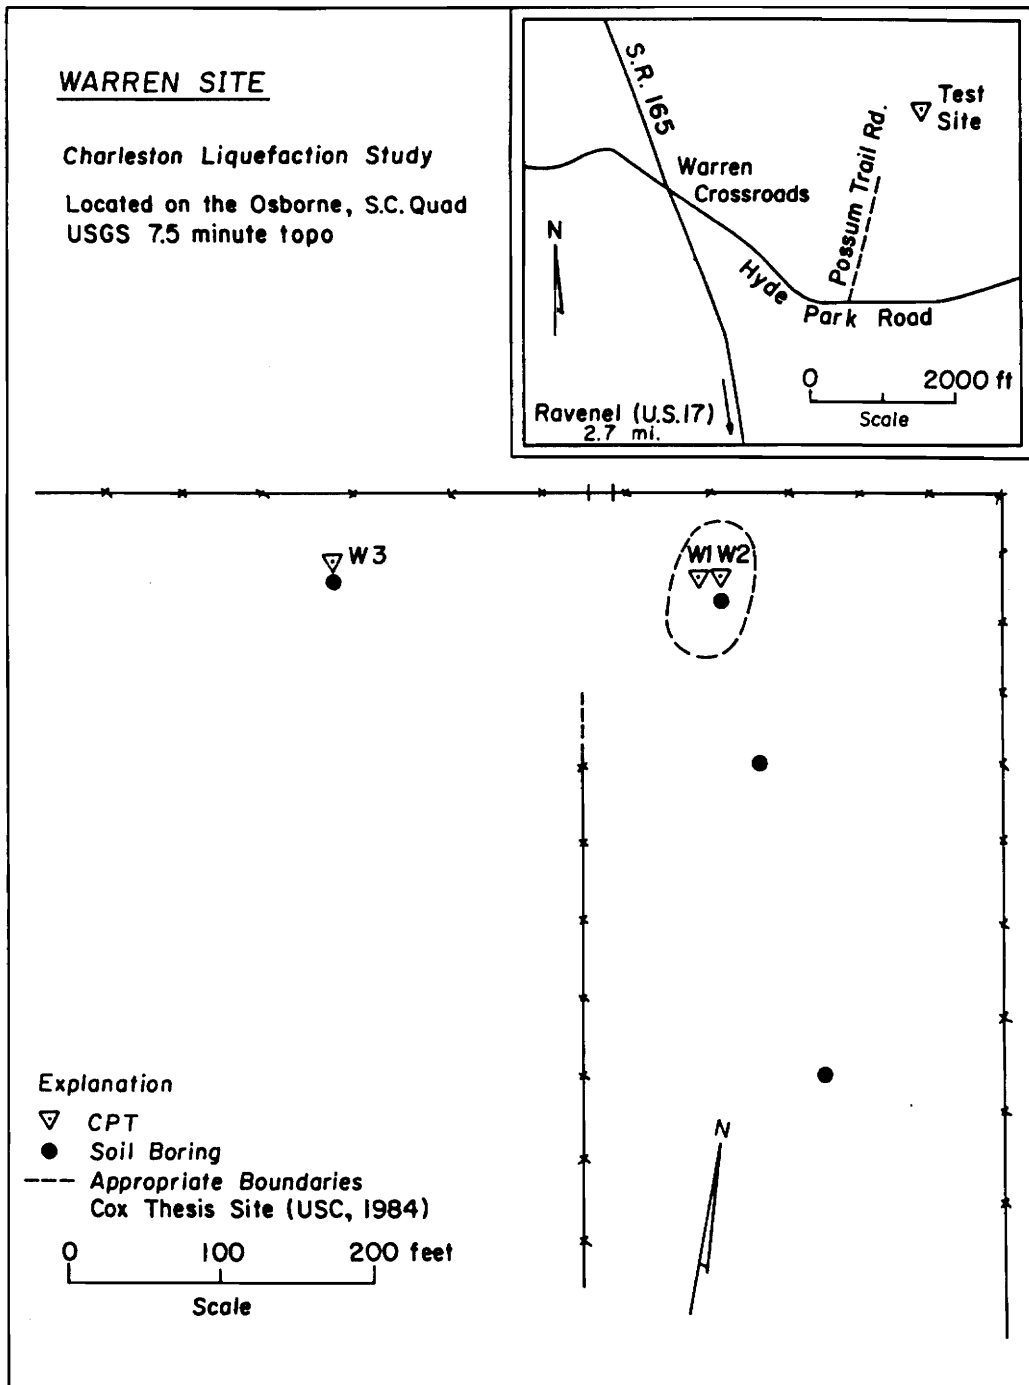 WARREN SITE
Charleston Liquefaction Study
Located on the Osborne, S.C. Quad
USGS 7.5 minute topo
N
S.R. 165
Warren
Crossroads
Hyde
Park Road
Possum Trail Rd.
Test
Site
0 2000 ft
Scale
Ravenel (U.S.17)
2.7 mi.
W3
W1 W2
N
Explanation
CPT
Soil Boring
Appropriate Boundaries
Cox Thesis Site (USC, 1984)
0 100 200 feet
Scale